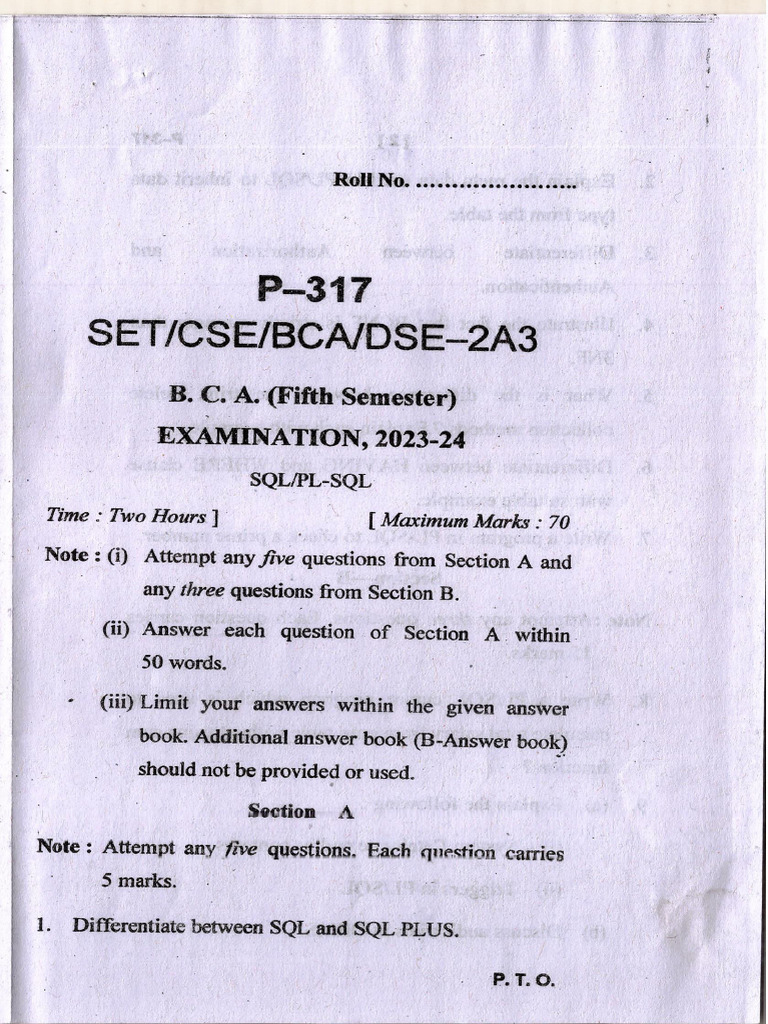 Roll No. ......................
P–317
SET/CSE/BCA/DSE–2A3
B. C. A. (Fifth Semester)
EXAMINATION, 2023-24
SQL/PL-SQL
Time : Two Hours ] [ Maximum Marks : 70
Note : (i) Attempt any five questions from Section A and
any three questions from Section B.
(ii) Answer each question of Section A within
50 words.
(iii) Limit your answers within the given answer
book. Additional answer book (B-Answer book)
should not be provided or used.
Section A
Note : Attempt any five questions. Each question carries
5 marks.
1. Differentiate between SQL and SQL PLUS.
P. T. O.